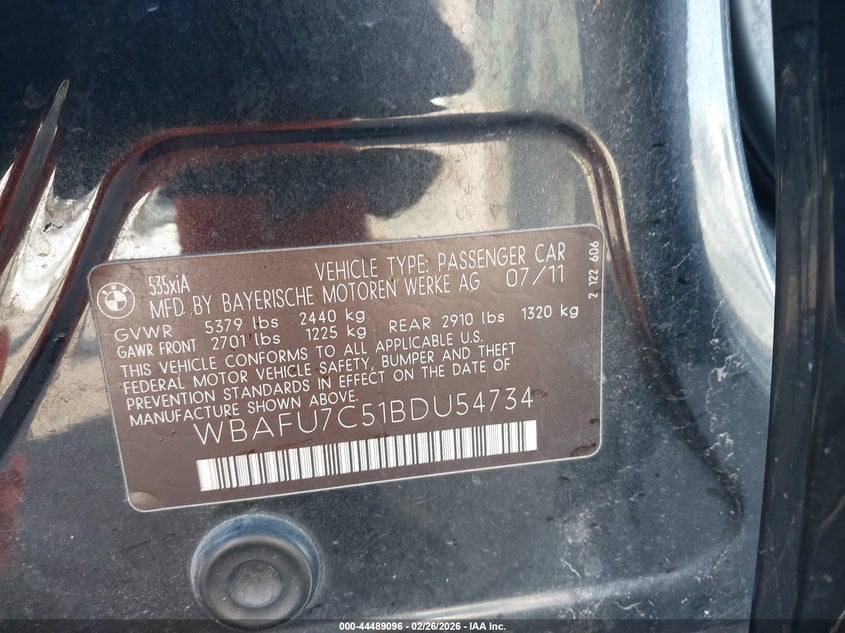 BMW
535xiA
VEHICLE TYPE: PASSENGER CAR
MFD BY BAYERISCHE MOTOREN WERKE AG 07/11
GVWR 5379 lbs 2440 kg
GAWR FRONT 2701 lbs 1225 kg REAR 2910 lbs 1320 kg
THIS VEHICLE CONFORMS TO ALL APPLICABLE U.S.
FEDERAL MOTOR VEHICLE SAFETY, BUMPER AND THEFT
PREVENTION STANDARDS IN EFFECT ON THE DATE OF
MANUFACTURE SHOWN ABOVE.
WBAFU7C51BDU54734
2 122 606
000-44489096 - 02/26/2026 - IAA Inc.